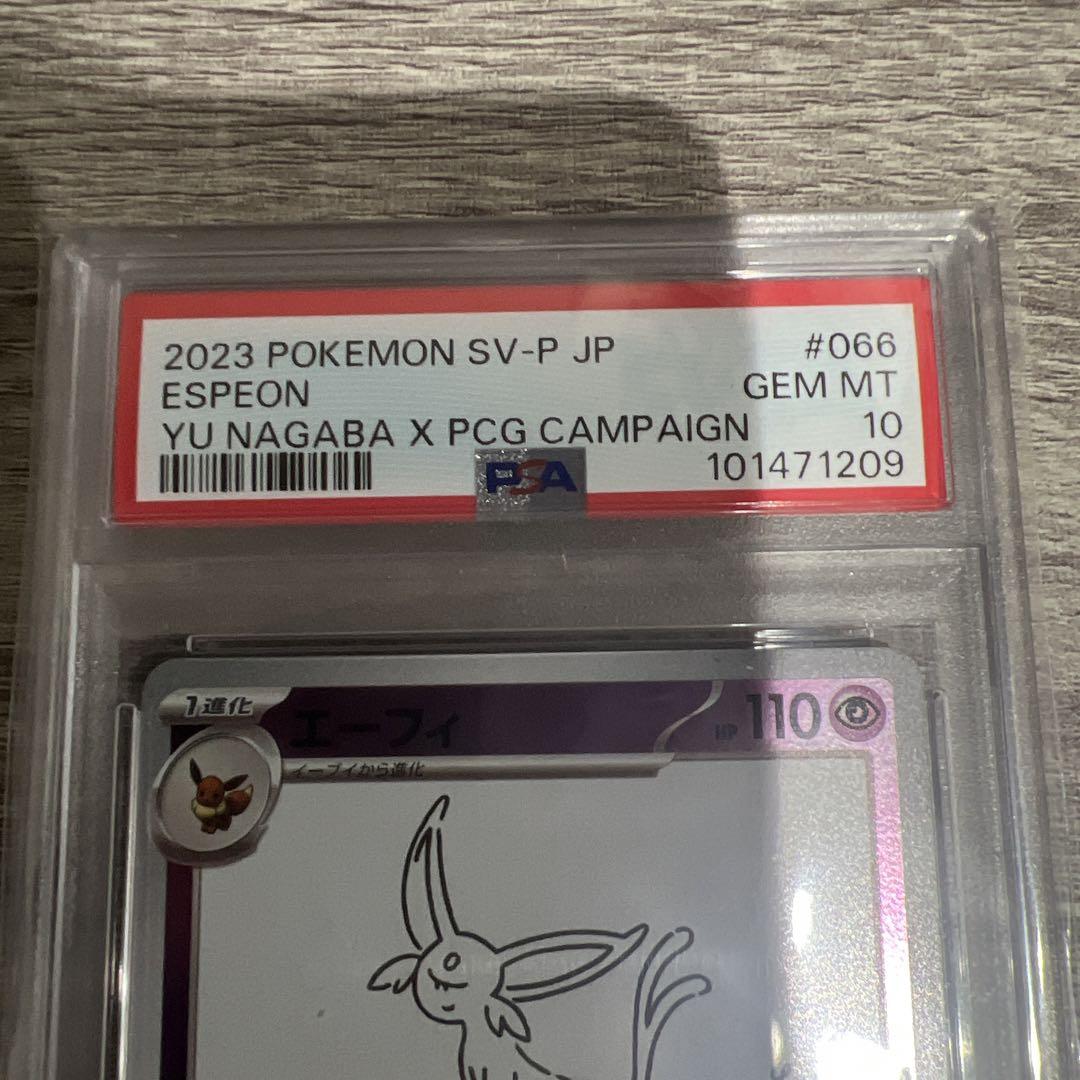 2023 POKEMON SV-P JP #066
ESPEON GEM MT
YU NAGABA X PCG CAMPAIGN 10
PSA 101471209
1進化 エーフィ HP 110
イーブイから進化